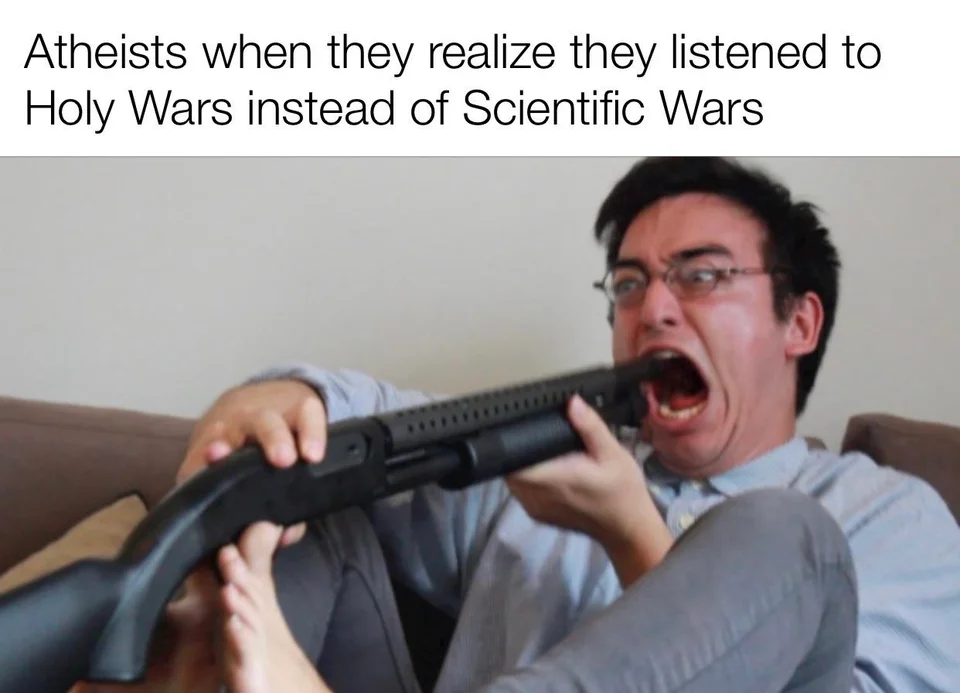 Atheists when they realize they listened to
Holy Wars instead of Scientific Wars